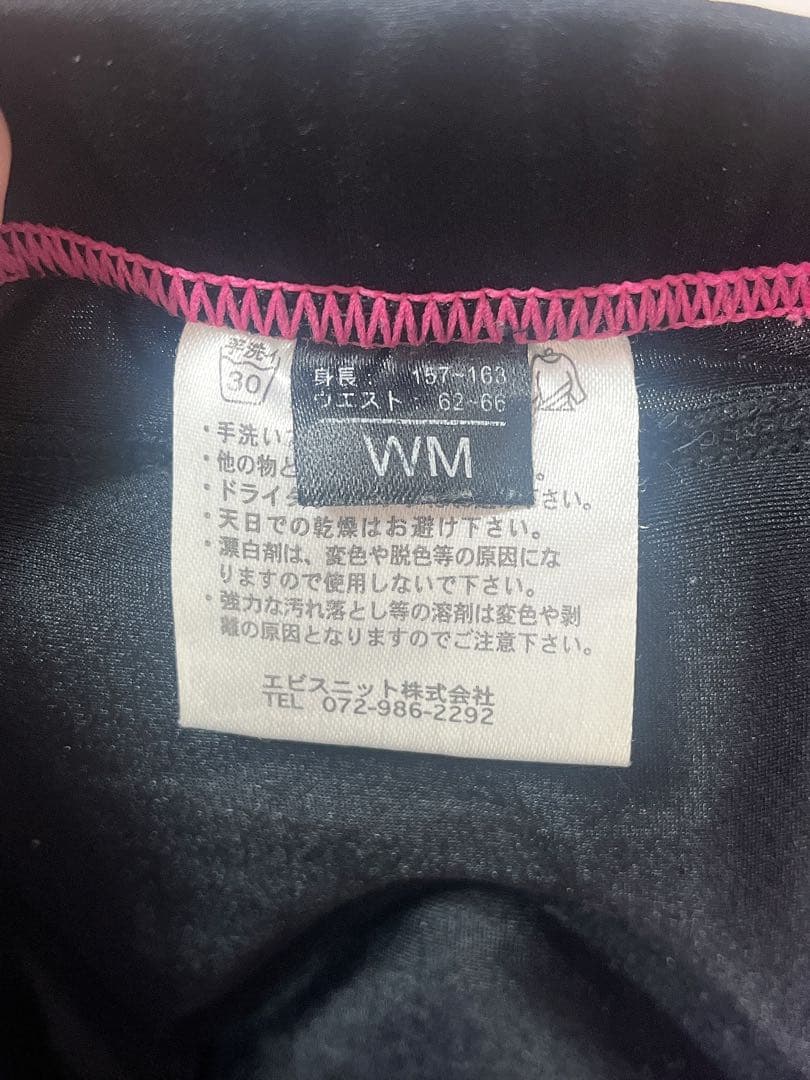 手洗イ
30
身長： 157~163
ウエスト： 62~66
WM
・手洗い
・他の物と
・ドライ 下さい。
・天日での乾燥はお避け下さい。
・漂白剤は、変色や脱色等の原因にな
りますので使用しないで下さい。
・強力な汚れ落とし等の溶剤は変色や剥
離の原因となりますのでご注意下さい。
エビスニット株式会社
TEL 072-986-2292